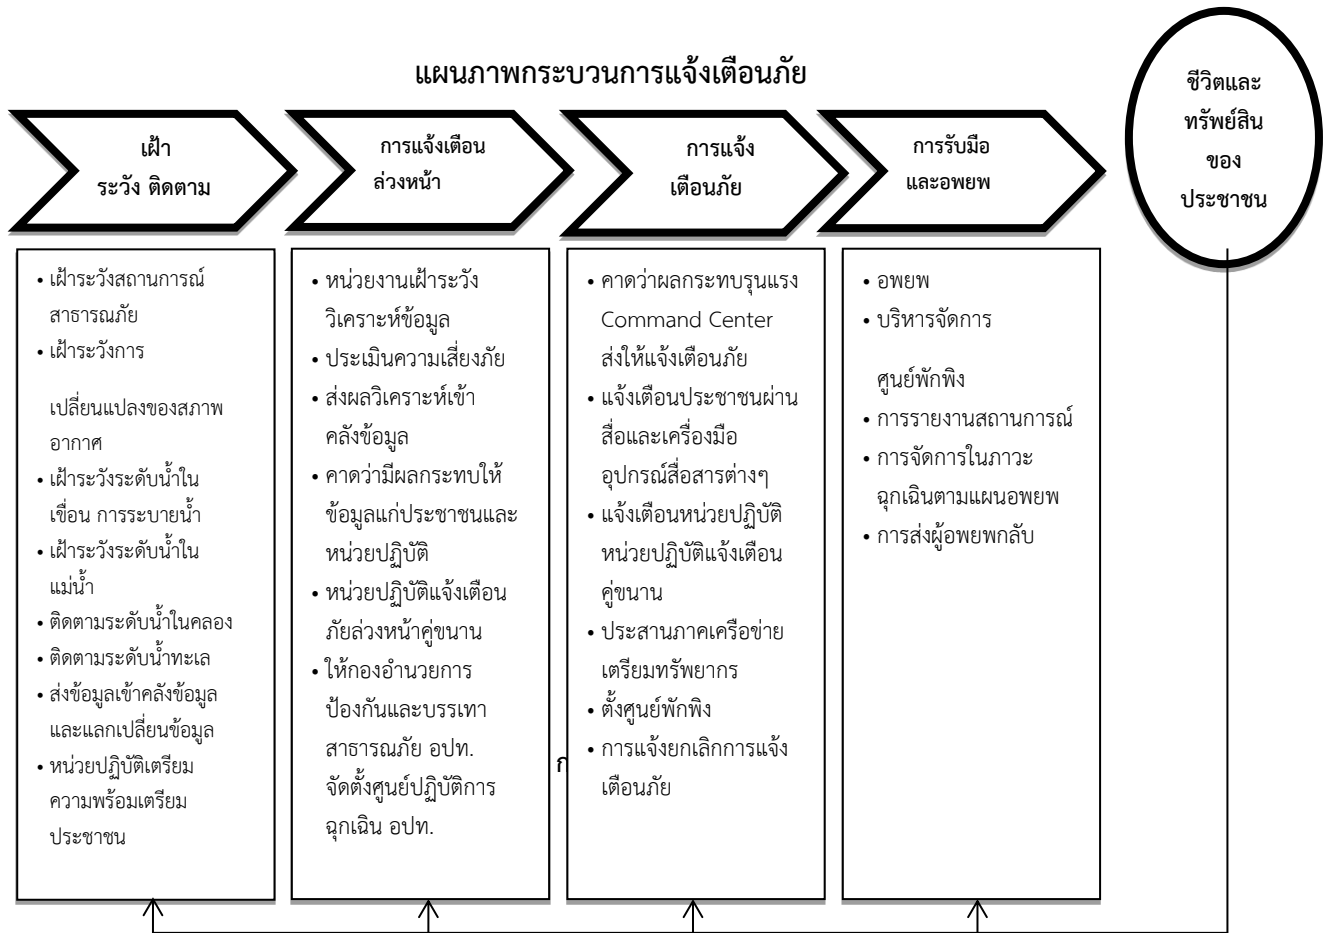 แผนภาพกระบวนการแจ้งเตือนภัย
เฝ้า
ระวัง ติดตาม
การแจ้งเตือน
ล่วงหน้า
การแจ้ง
เตือนภัย
การรับมือ
และอพยพ
ชีวิตและ
ทรัพย์สิน
ของ
ประชาชน
• เฝ้าระวังสถานการณ์
สาธารณภัย
• เฝ้าระวังการ
เปลี่ยนแปลงของสภาพ
อากาศ
• เฝ้าระวังระดับน้ำใน
เขื่อน การระบายน้ำ
• เฝ้าระวังระดับน้ำใน
แม่น้ำ
• ติดตามระดับน้ำในคลอง
• ติดตามระดับน้ำทะเล
• ส่งข้อมูลเข้าคลังข้อมูล
และแลกเปลี่ยนข้อมูล
• หน่วยปฏิบัติเตรียม
ความพร้อมเตรียม
ประชาชน
• หน่วยงานเฝ้าระวัง
วิเคราะห์ข้อมูล
• ประเมินความเสี่ยงภัย
• ส่งผลวิเคราะห์เข้า
คลังข้อมูล
• คาดว่ามีผลกระทบให้
ข้อมูลแก่ประชาชนและ
หน่วยปฏิบัติ
• หน่วยปฏิบัติแจ้งเตือน
ภัยล่วงหน้าคู่ขนาน
• ให้กองอำนวยการ
ป้องกันและบรรเทา
สาธารณภัย อปท.
จัดตั้งศูนย์ปฏิบัติการ
ฉุกเฉิน อปท.
• คาดว่าผลกระทบรุนแรง
Command Center
ส่งให้แจ้งเตือนภัย
• แจ้งเตือนประชาชนผ่าน
สื่อและเครื่องมือ
อุปกรณ์สื่อสารต่างๆ
• แจ้งเตือนหน่วยปฏิบัติ
หน่วยปฏิบัติแจ้งเตือน
คู่ขนาน
• ประสานภาคเครือข่าย
เตรียมทรัพยากร
• ตั้งศูนย์พักพิง
• การแจ้งยกเลิกการแจ้ง
เตือนภัย
• อพยพ
• บริหารจัดการ
ศูนย์พักพิง
• การรายงานสถานการณ์
• การจัดการในภาวะ
ฉุกเฉินตามแผนอพยพ
• การส่งผู้อพยพกลับ